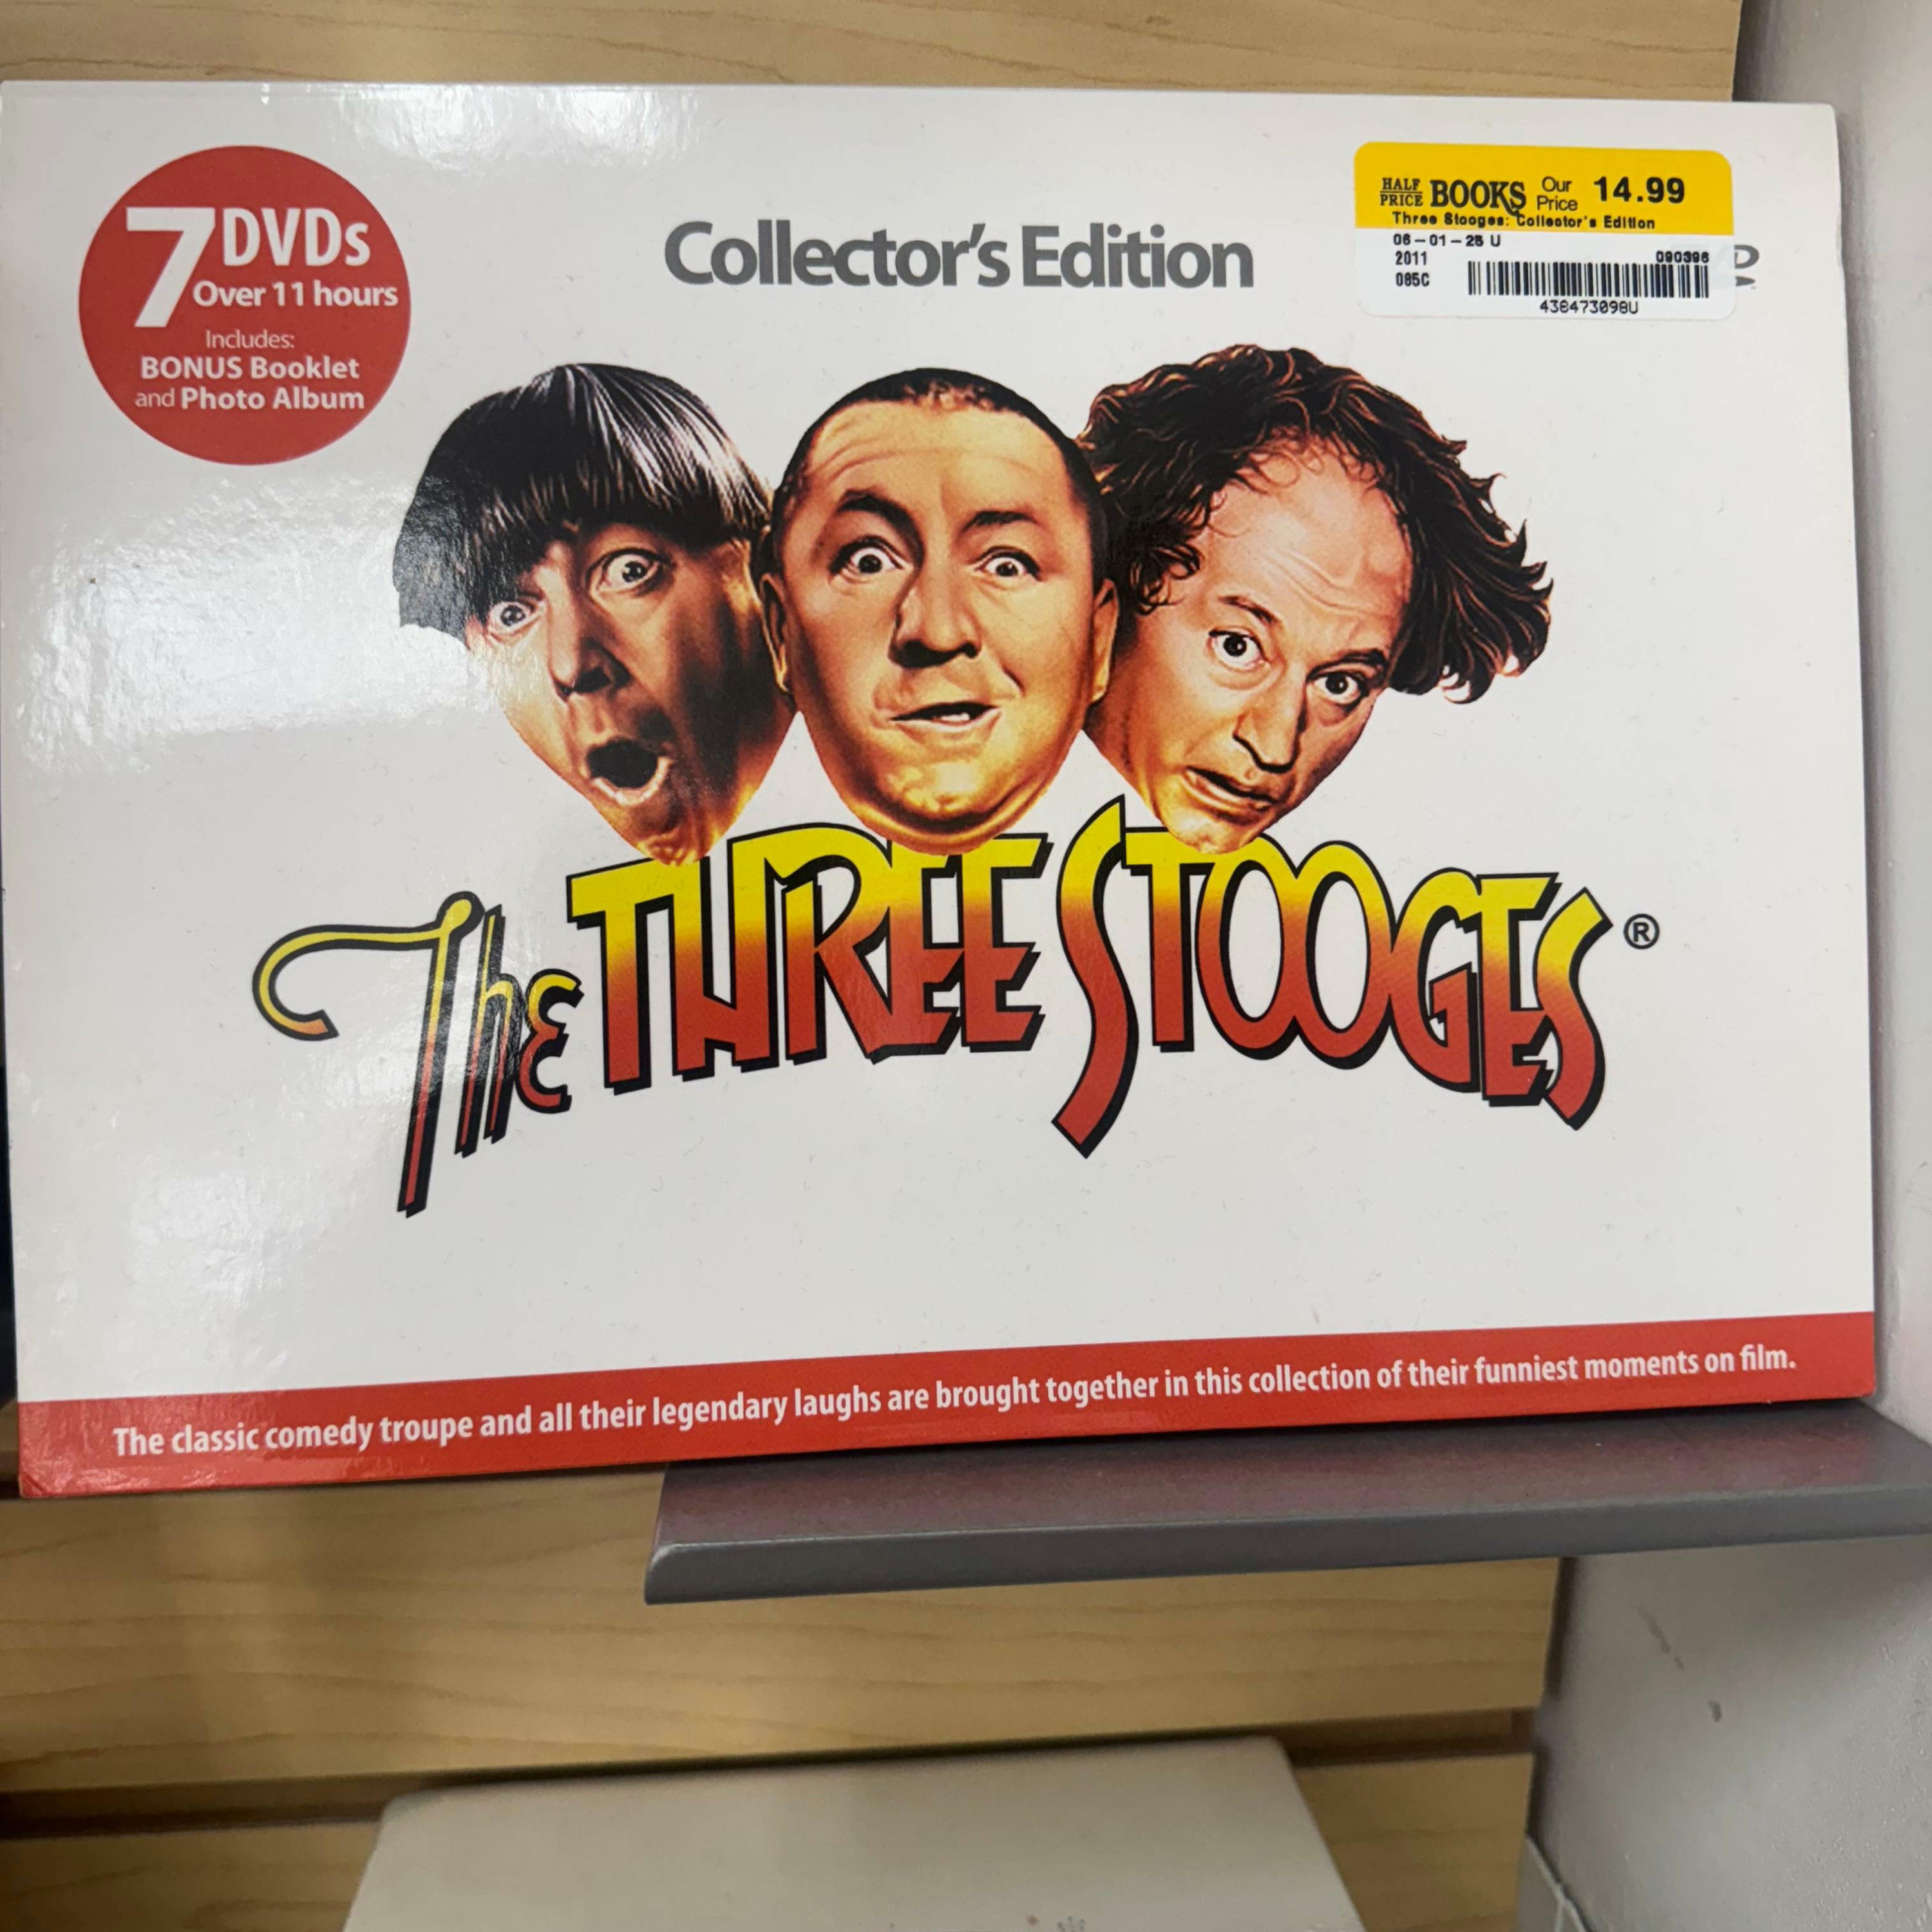 7 DVDs
Over 11 hours
Includes:
BONUS Booklet
and Photo Album
Collector's Edition
HALF PRICE BOOKS Our Price 14.99
Three Stooges: Collector's Edition
06-01-25 U
2011 090396
085C
438473098U
The THREE STOOGES®
The classic comedy troupe and all their legendary laughs are brought together in this collection of their funniest moments on film.